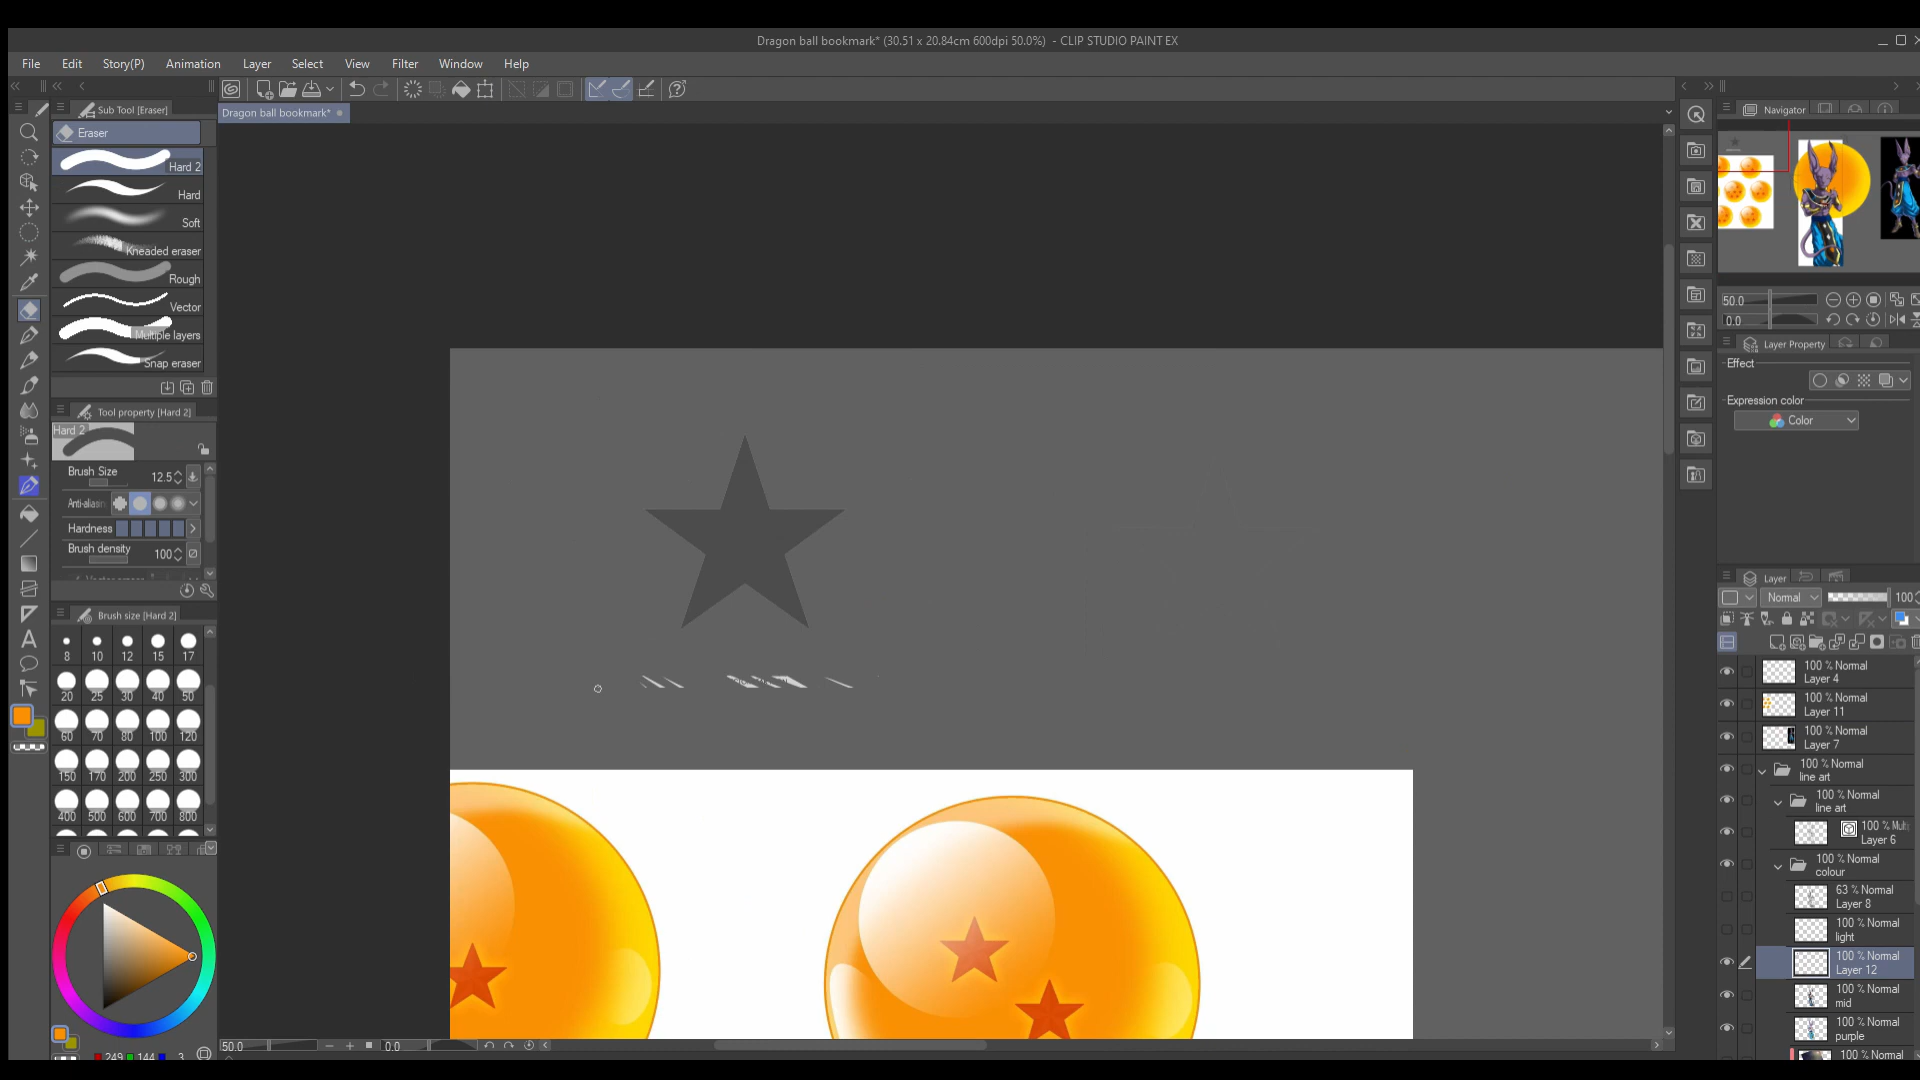 Dragon ball bookmark* (30.51 x 20.84cm 600dpi 50.0%) - CLIP STUDIO PAINT EX
File Edit Story(P) Animation Layer Select View Filter Window Help
Sub Tool [Eraser]
Eraser
Hard 2
Hard
Soft
Kneaded eraser
Rough
Vector
Multiple layers
Snap eraser
Tool property [Hard 2]
Hard 2
Brush Size 12.5
Hardness
Brush density 100
Brush size [Hard 2]
8 10 12 15 17
20 25 30 40 50
60 70 80 100 120
150 170 200 250 300
400 500 600 700 800
249 144 3
Dragon ball bookmark*
50.0 0.0
Navigator
50.0
0.0
Layer Property
Effect
Expression color
Color
Layer
Normal 100
100 % Normal
Layer 4
100 % Normal
Layer 11
100 % Normal
Layer 7
100 % Normal
line art
100 % Normal
line art
100 %
Layer 6
100 % Normal
colour
63 % Normal
Layer 8
100 % Normal
light
100 % Normal
Layer 12
100 % Normal
mid
100 % Normal
purple
100 % Normal